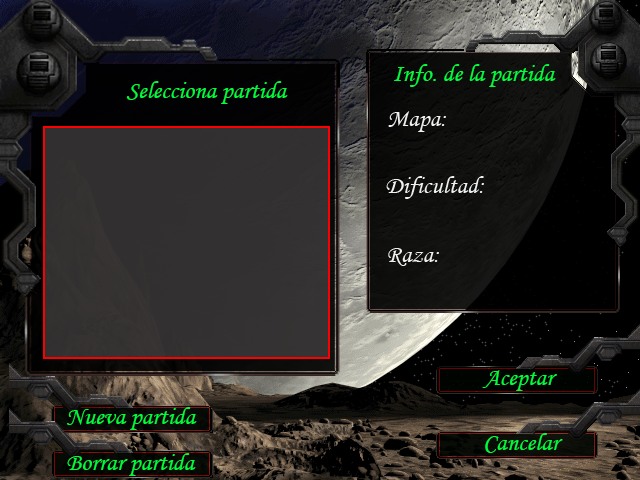 Selecciona partida
Info. de la partida
Mapa:
Dificultad:
Raza:
Nueva partida
Borrar partida
Aceptar
Cancelar